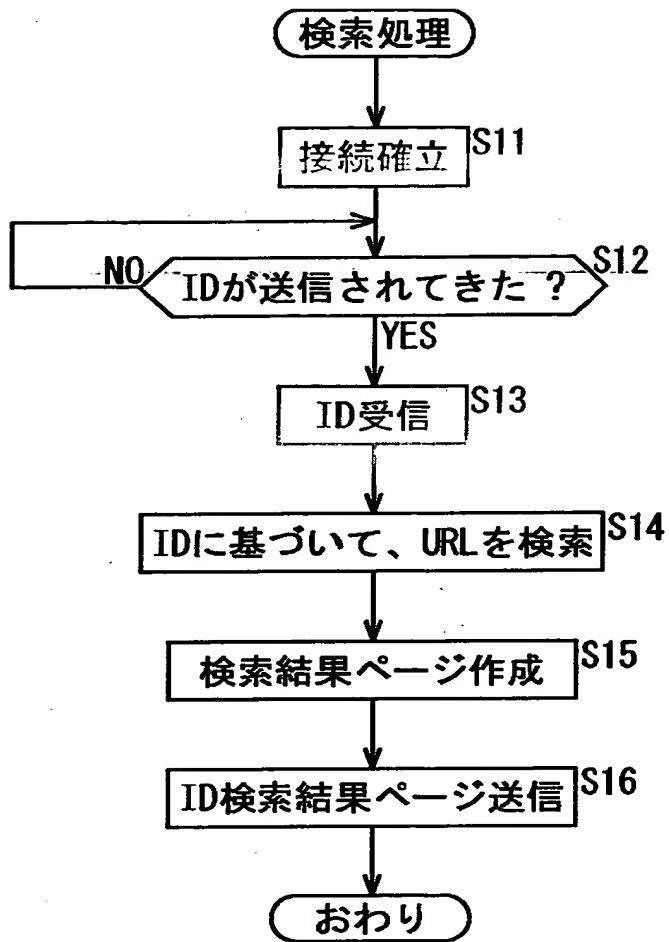 検索処理
接続確立
S11
IDが送信されてきた ?
S12
NO
YES
ID受信
S13
IDに基づいて、URLを検索
S14
検索結果ページ作成
S15
ID検索結果ページ送信
S16
おわり